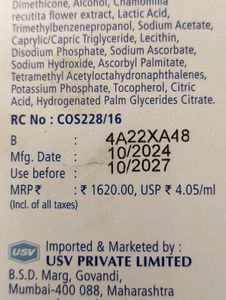 Dimethicone, Alcohol, Chamomilla
recutita flower extract, Lactic Acid,
Trimethylbenzenepropanol, Sodium Acetate,
Caprylic/Capric Triglyceride, Lecithin,
Disodium Phosphate, Sodium Ascorbate,
Sodium Hydroxide, Ascorbyl Palmitate,
Tetramethyl Acetyloctahydronaphthalenes,
Potassium Phosphate, Tocopherol, Citric
Acid, Hydrogenated Palm Glycerides Citrate.
RC No : COS228/16
B : 4A22XA48
Mfg. Date : 10/2024
Use before : 10/2027
MRP₹ : ₹ 1620.00, USP ₹ 4.05/ml
(Incl. of all taxes)
USV
Imported & Marketed by :
USV PRIVATE LIMITED
B.S.D. Marg, Govandi,
Mumbai-400 088, Maharashtra